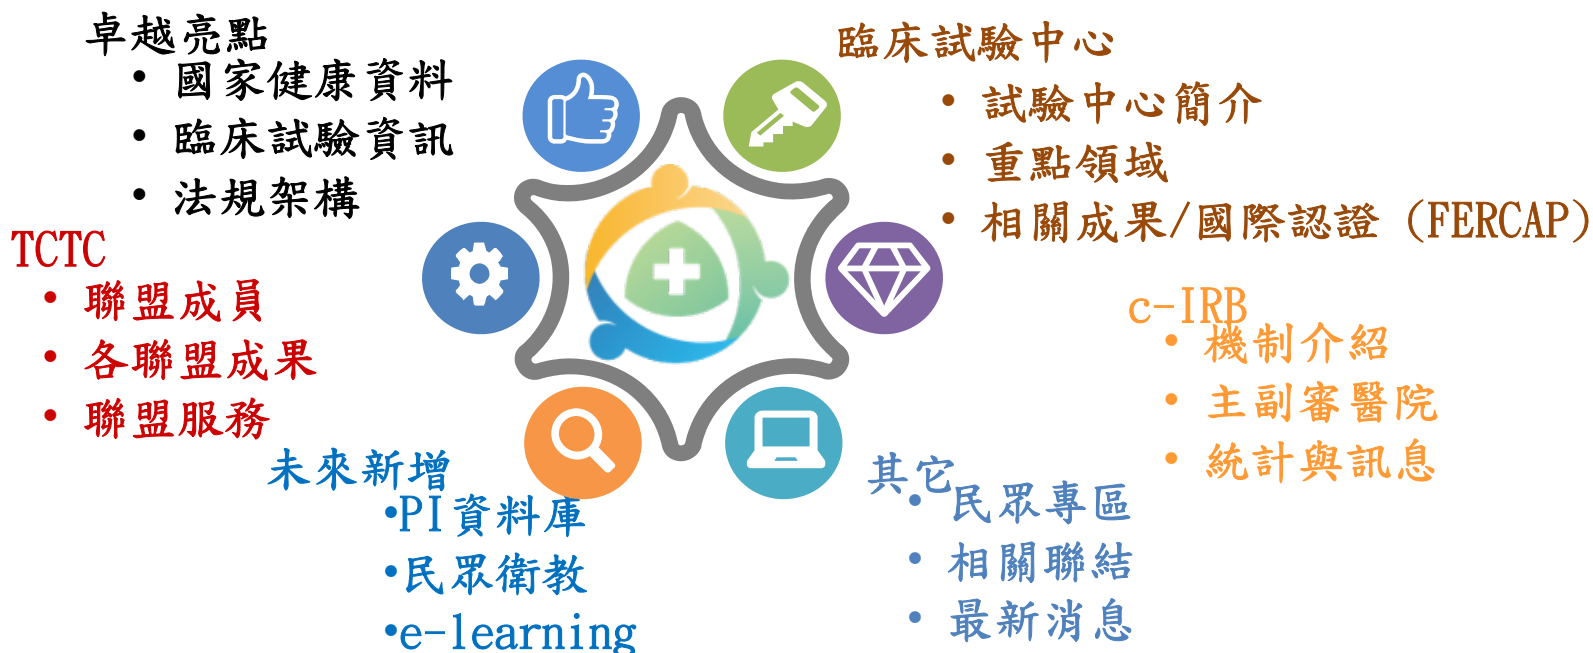 卓越亮點
• 國家健康資料
• 臨床試驗資訊
• 法規架構
臨床試驗中心
• 試驗中心簡介
• 重點領域
• 相關成果/國際認證 (FERCAP)
TCTC
• 聯盟成員
• 各聯盟成果
• 聯盟服務
c-IRB
• 機制介紹
• 主副審醫院
• 統計與訊息
未來新增
•PI資料庫
•民眾衛教
•e-learning
其它
• 民眾專區
• 相關聯結
• 最新消息